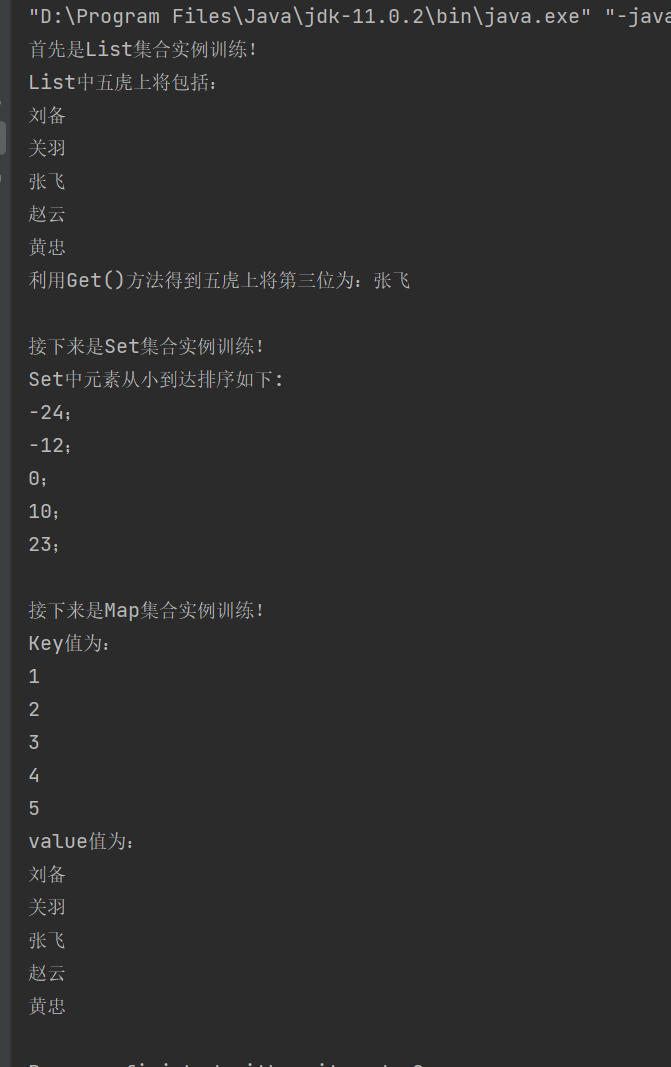 "D:\Program Files\Java\jdk-11.0.2\bin\java.exe" "-java
首先是List集合实例训练！
List中五虎上将包括：
刘备
关羽
张飞
赵云
黄忠
利用Get()方法得到五虎上将第三位为：张飞
接下来是Set集合实例训练！
Set中元素从小到达排序如下：
-24；
-12；
0；
10；
23；
接下来是Map集合实例训练！
Key值为：
1
2
3
4
5
value值为：
刘备
关羽
张飞
赵云
黄忠